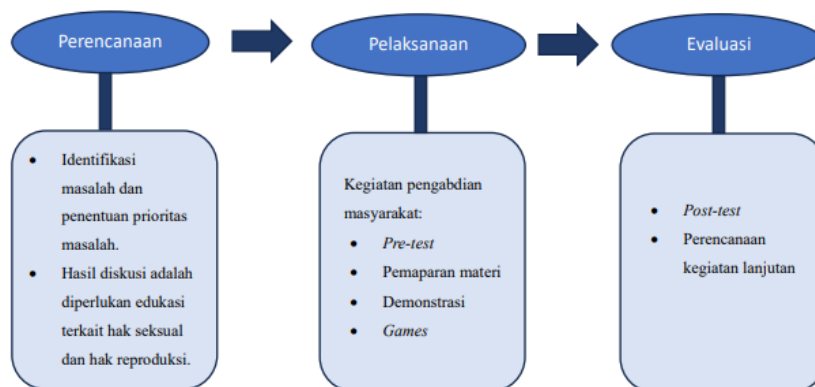 Perencanaan
Pelaksanaan
Evaluasi
• Identifikasi
masalah dan
penentuan prioritas
masalah.
• Hasil diskusi adalah
diperlukan edukasi
terkait hak seksual
dan hak reproduksi.
Kegiatan pengabdian
masyarakat:
• Pre-test
• Pemaparan materi
• Demonstrasi
• Games
• Post-test
• Perencanaan
kegiatan lanjutan